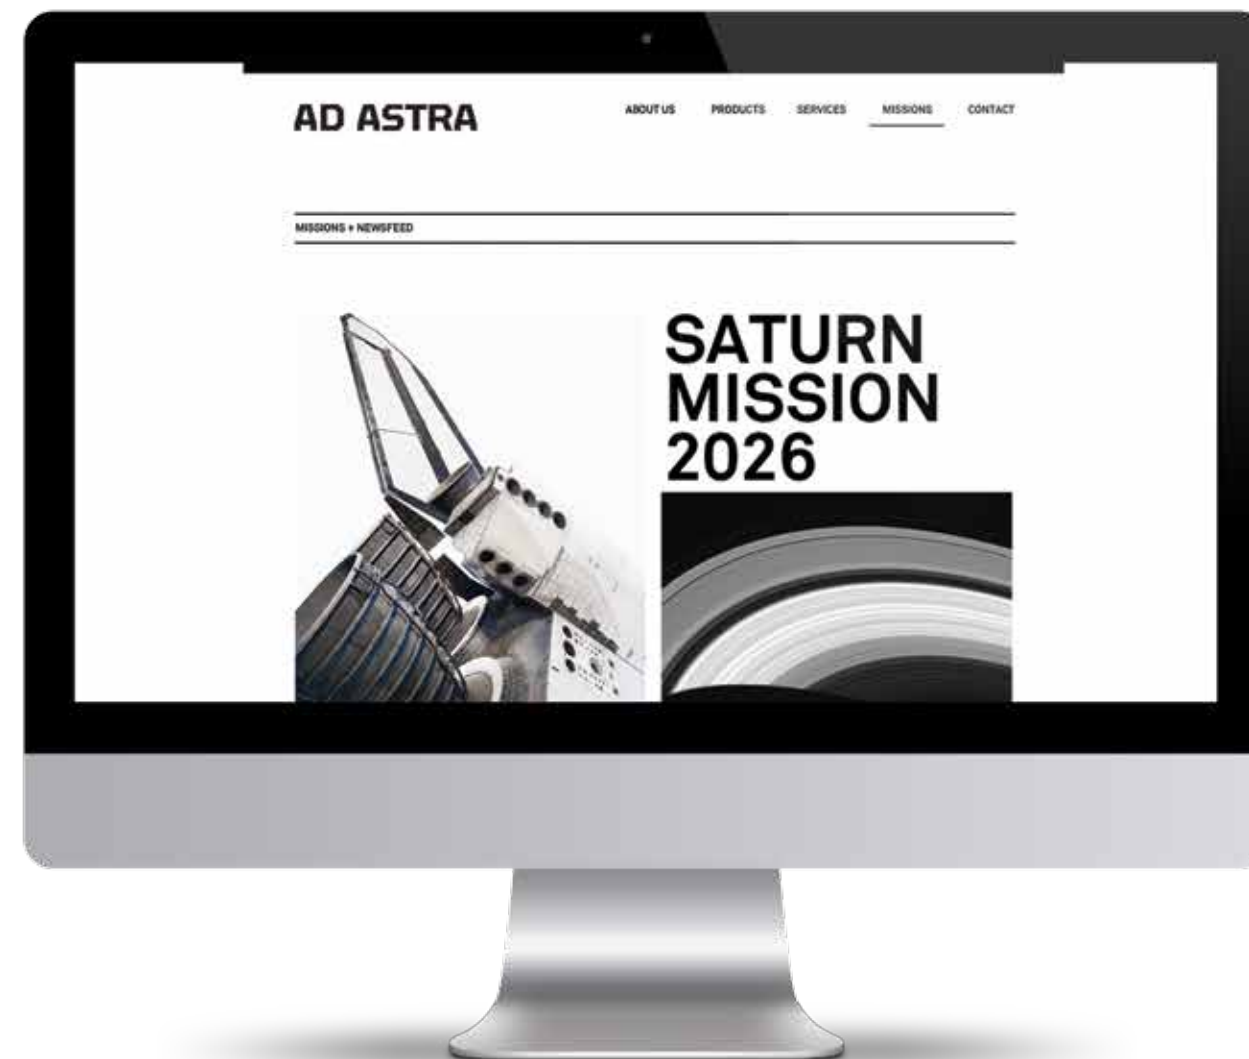 AD ASTRA
ABOUT US PRODUCTS SERVICES MISSIONS CONTACT
MISSIONS + NEWSFEED
SATURN
MISSION
2026